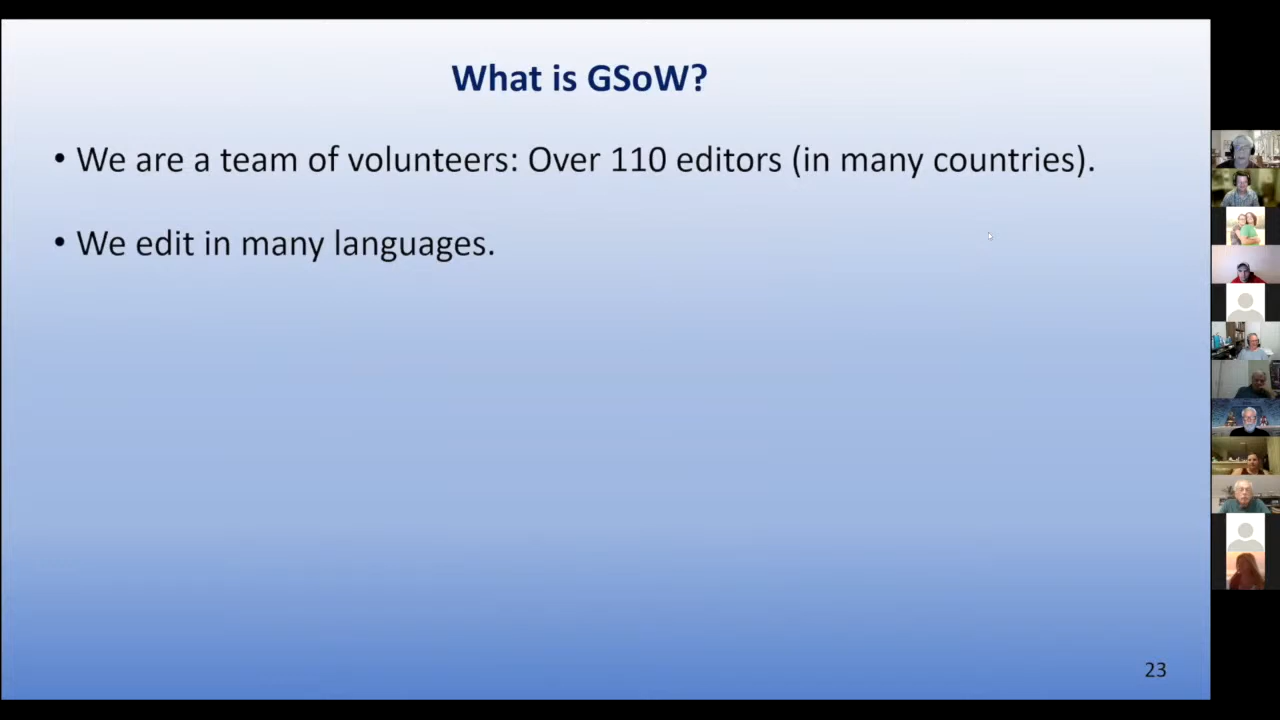 What is GSoW?
• We are a team of volunteers: Over 110 editors (in many countries).
• We edit in many languages.
23